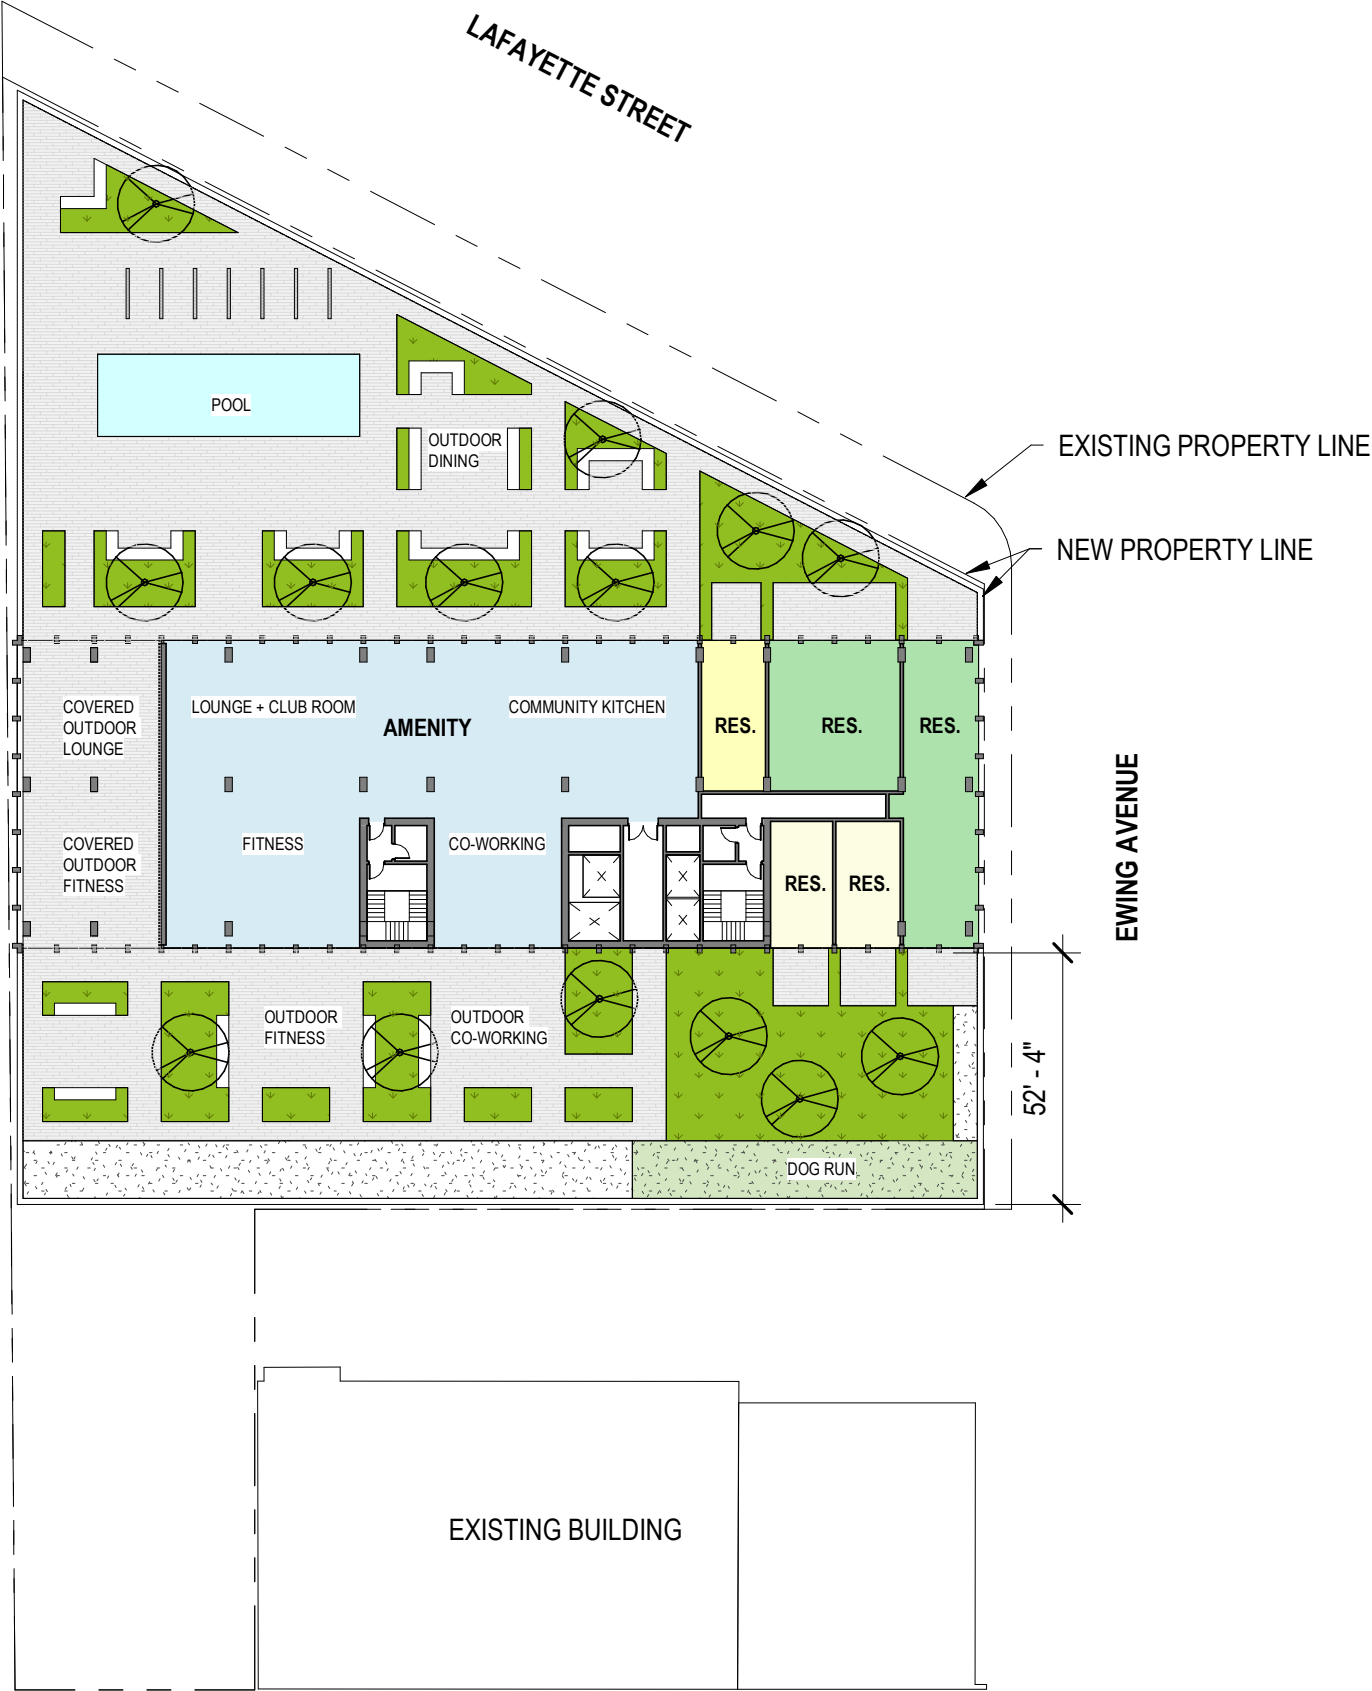 LAFAYETTE STREET
POOL
OUTDOOR
DINING
EXISTING PROPERTY LINE
NEW PROPERTY LINE
COVERED
OUTDOOR
LOUNGE
LOUNGE + CLUB ROOM
AMENITY
COMMUNITY KITCHEN
RES.
RES.
RES.
EWING AVENUE
COVERED
OUTDOOR
FITNESS
FITNESS
CO-WORKING
RES.
RES.
OUTDOOR
FITNESS
OUTDOOR
CO-WORKING
52' - 4"
DOG RUN
EXISTING BUILDING